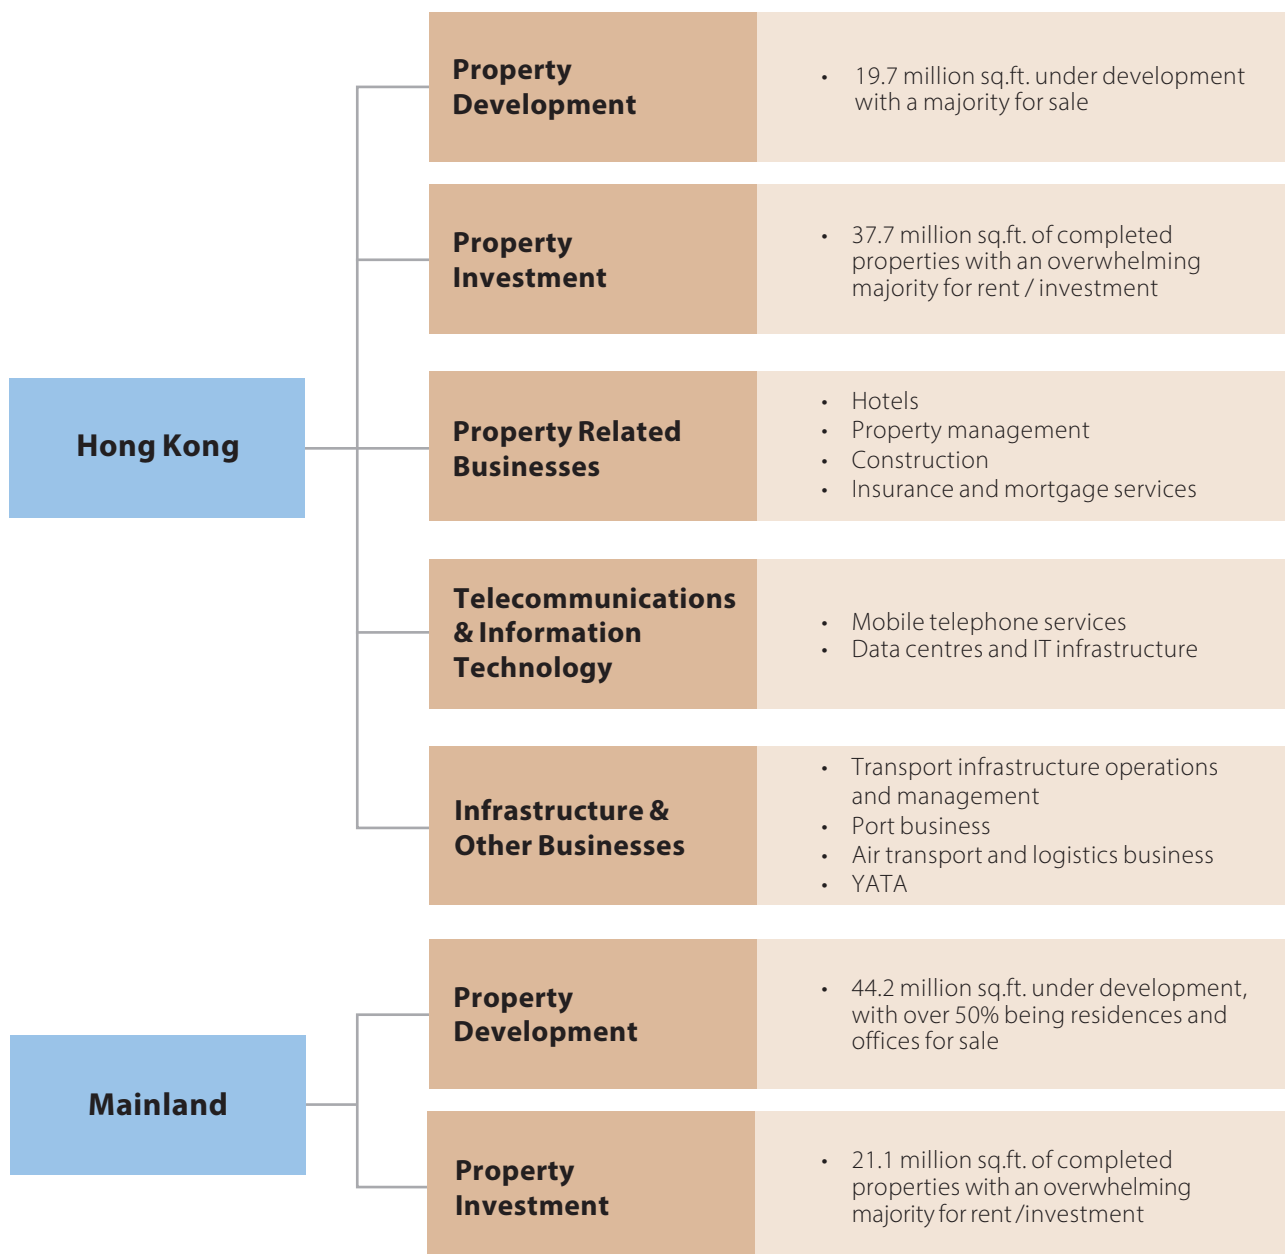 Property
Development
• 19.7 million sq.ft. under development
with a majority for sale
Property
Investment
• 37.7 million sq.ft. of completed
properties with an overwhelming
majority for rent / investment
Hong Kong
Property Related
Businesses
• Hotels
• Property management
• Construction
• Insurance and mortgage services
Telecommunications
& Information
Technology
• Mobile telephone services
• Data centres and IT infrastructure
Infrastructure &
Other Businesses
• Transport infrastructure operations
and management
• Port business
• Air transport and logistics business
• YATA
Mainland
Property
Development
• 44.2 million sq.ft. under development,
with over 50% being residences and
offices for sale
Property
Investment
• 21.1 million sq.ft. of completed
properties with an overwhelming
majority for rent /investment